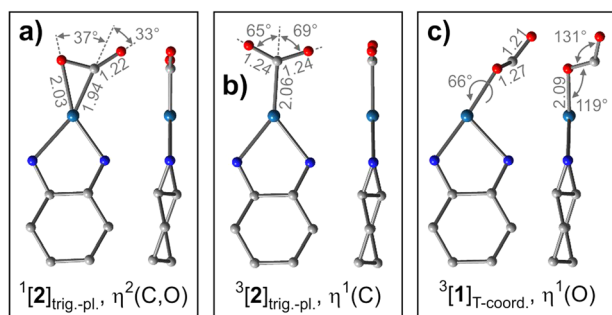 a)
37°
33°
1.22
2.03
1.94
¹[2]trig.-pl., η²(C,O)
b)
65°
69°
1.24
1.24
2.06
³[2]trig.-pl., η¹(C)
c)
1.21
1.27
66°
131°
2.09
119°
³[1]T-coord., η¹(O)